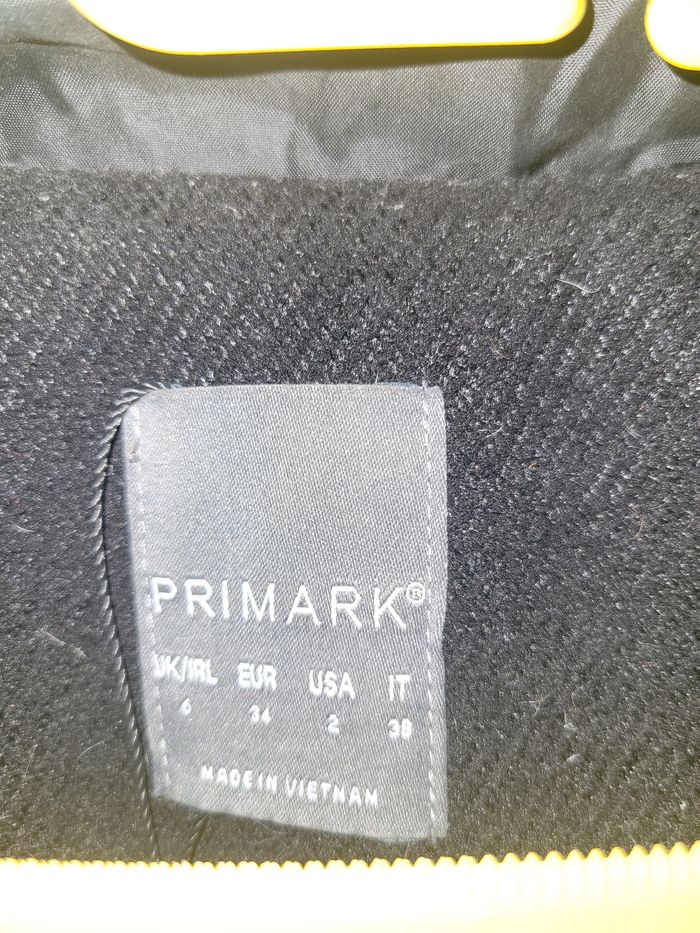 PRIMARK®
UK/IRL EUR USA IT
6 34 2 38
MADE IN VIETNAM